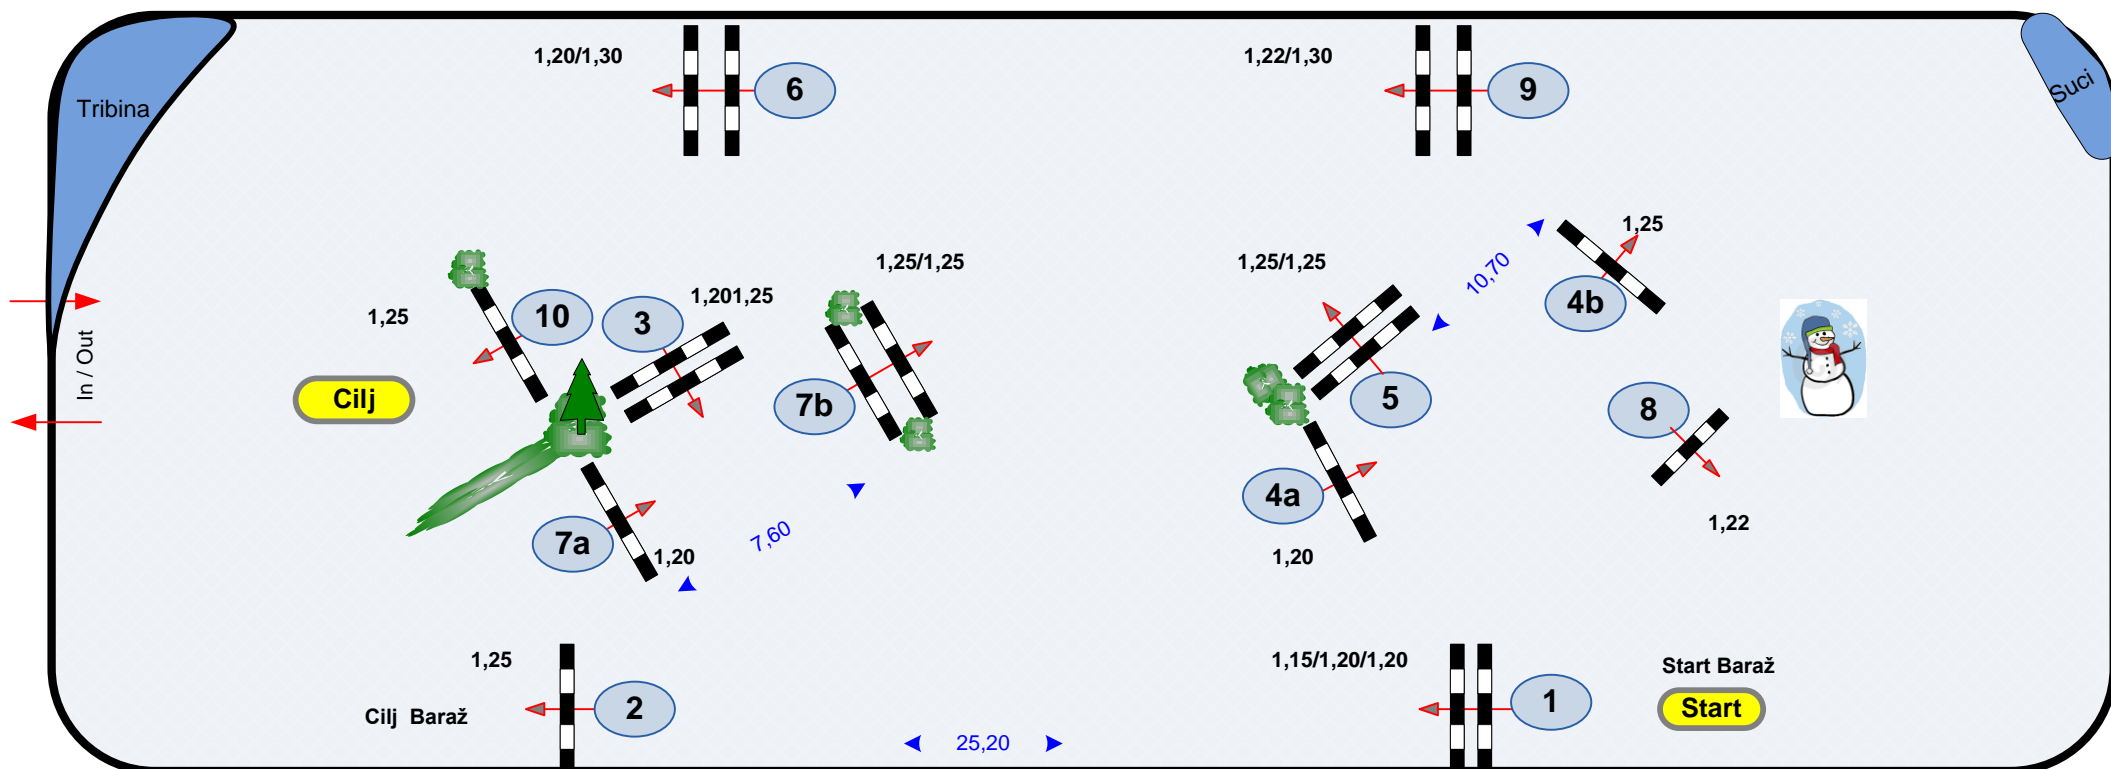 1,20/1,30
6
1,22/1,30
9
Tribina
Suci
1,25
10
3
1,201,25
1,25/1,25
7b
1,25/1,25
5
10,70
1,25
4b
In / Out
Cilj
8
4a
1,22
7a
1,20
7,60
1,20
1,25
2
Cilj Baraž
25,20
1,15/1,20/1,20
1
Start Baraž
Start